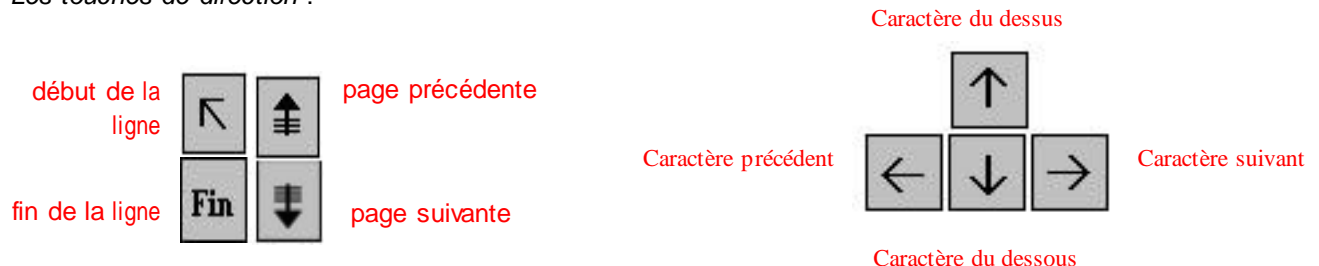 Les touches de direction :
Caractère du dessus
début de la
ligne
page précédente
Caractère précédent
Caractère suivant
fin de la ligne
Fin
page suivante
Caractère du dessous